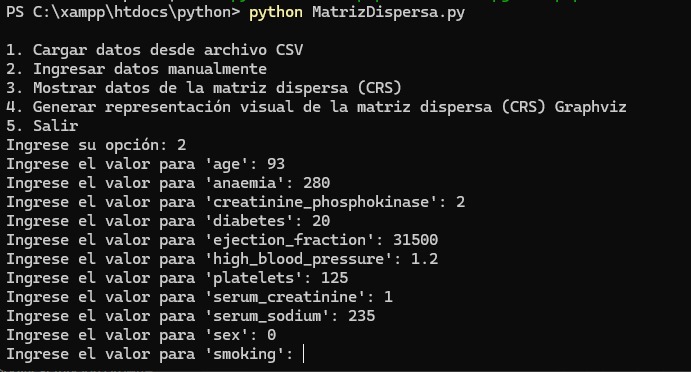 PS C:\xampp\htdocs\python> python MatrizDispersa.py
1. Cargar datos desde archivo CSV
2. Ingresar datos manualmente
3. Mostrar datos de la matriz dispersa (CRS)
4. Generar representación visual de la matriz dispersa (CRS) Graphviz
5. Salir
Ingrese su opción: 2
Ingrese el valor para 'age': 93
Ingrese el valor para 'anaemia': 280
Ingrese el valor para 'creatinine_phosphokinase': 2
Ingrese el valor para 'diabetes': 20
Ingrese el valor para 'ejection_fraction': 31500
Ingrese el valor para 'high_blood_pressure': 1.2
Ingrese el valor para 'platelets': 125
Ingrese el valor para 'serum_creatinine': 1
Ingrese el valor para 'serum_sodium': 235
Ingrese el valor para 'sex': 0
Ingrese el valor para 'smoking':